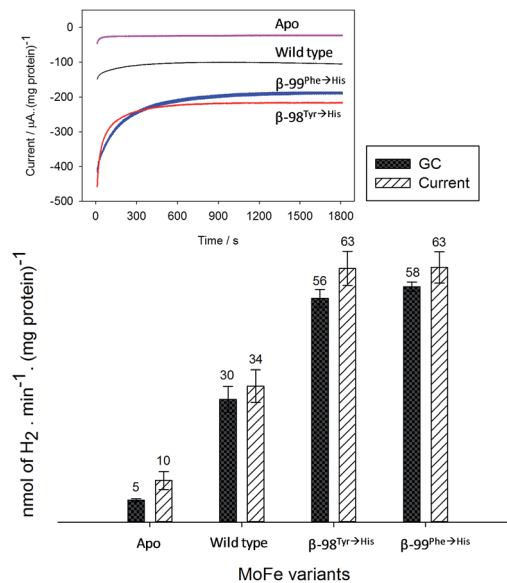 0
-100
-200
-300
-400
-500
Current / µA. (mg protein)⁻¹
Apo
Wild type
β-99ᴾʰᵉ→ᴴⁱˢ
β-98ᵀʸʳ→ᴴⁱˢ
0 300 600 900 1200 1500 1800
Time / s
GC
Current
nmol of H₂ . min⁻¹ . (mg protein)⁻¹
5 10 30 34 56 63 58 63
Apo Wild type β-98ᵀʸʳ→ᴴⁱˢ β-99ᴾʰᵉ→ᴴⁱˢ
MoFe variants